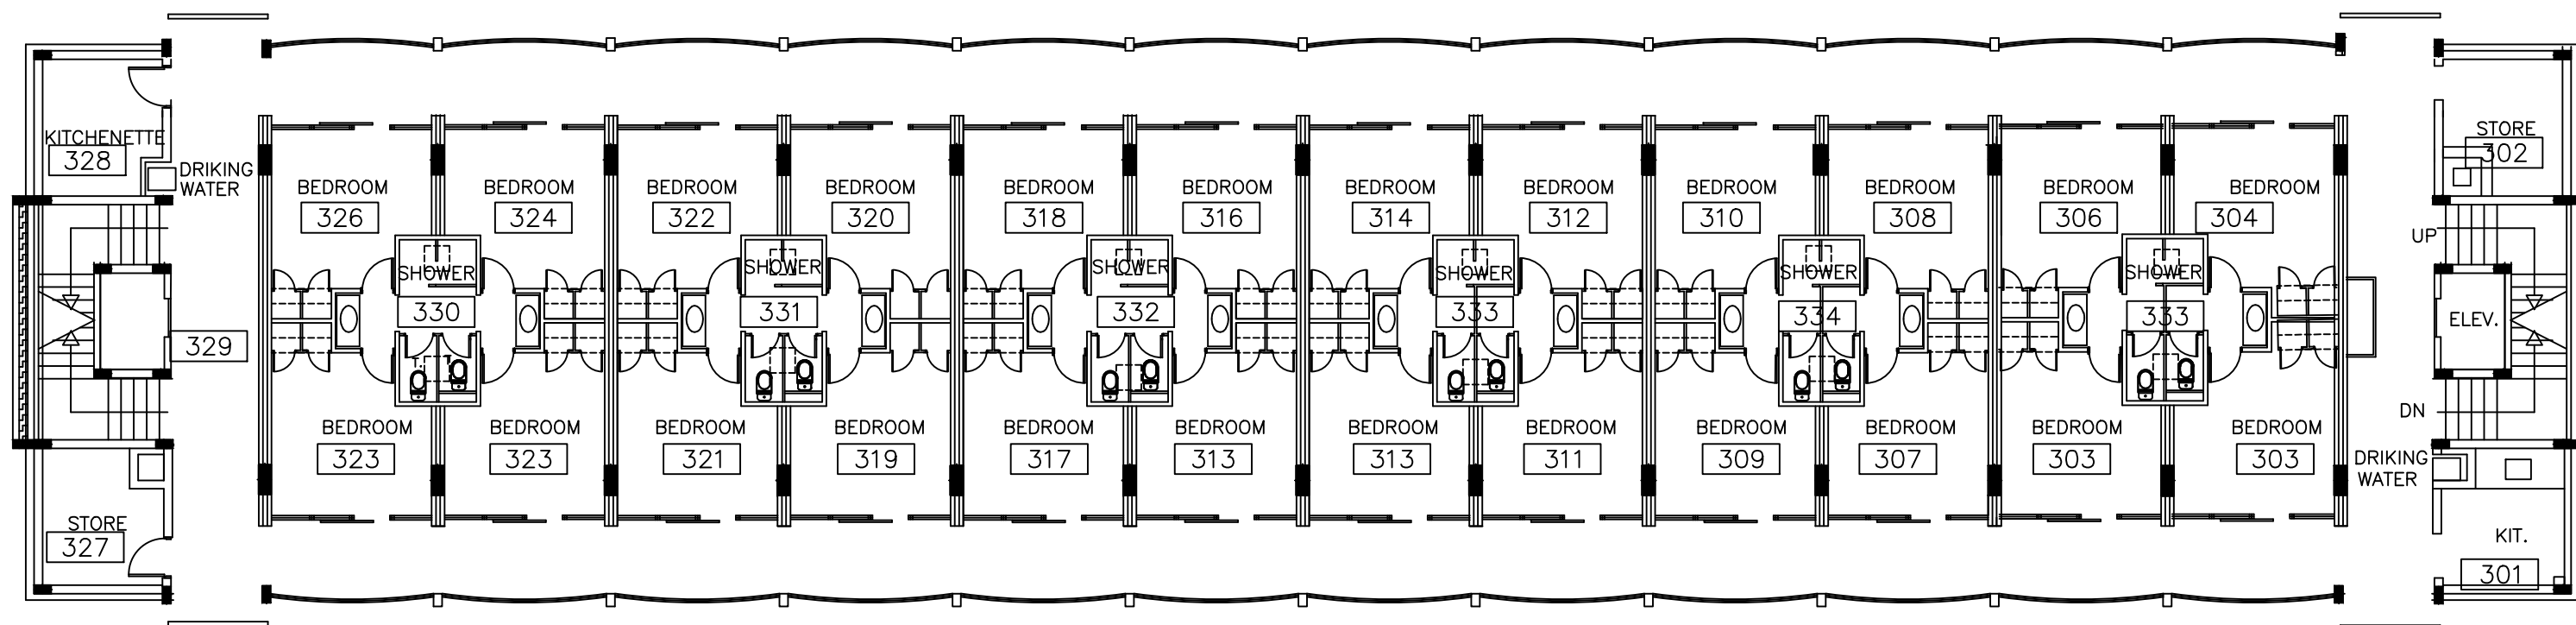 KITCHENETTE
328
DRIKING
WATER
BEDROOM
326
BEDROOM
324
BEDROOM
322
BEDROOM
320
BEDROOM
318
BEDROOM
316
BEDROOM
314
BEDROOM
312
BEDROOM
310
BEDROOM
308
BEDROOM
306
BEDROOM
304
STORE
302
UP
SHOWER
330
SHOWER
331
SHOWER
332
SHOWER
333
SHOWER
334
SHOWER
333
329
ELEV.
DN
BEDROOM
323
BEDROOM
323
BEDROOM
321
BEDROOM
319
BEDROOM
317
BEDROOM
313
BEDROOM
313
BEDROOM
311
BEDROOM
309
BEDROOM
307
BEDROOM
303
BEDROOM
303
DRIKING
WATER
STORE
327
KIT.
301